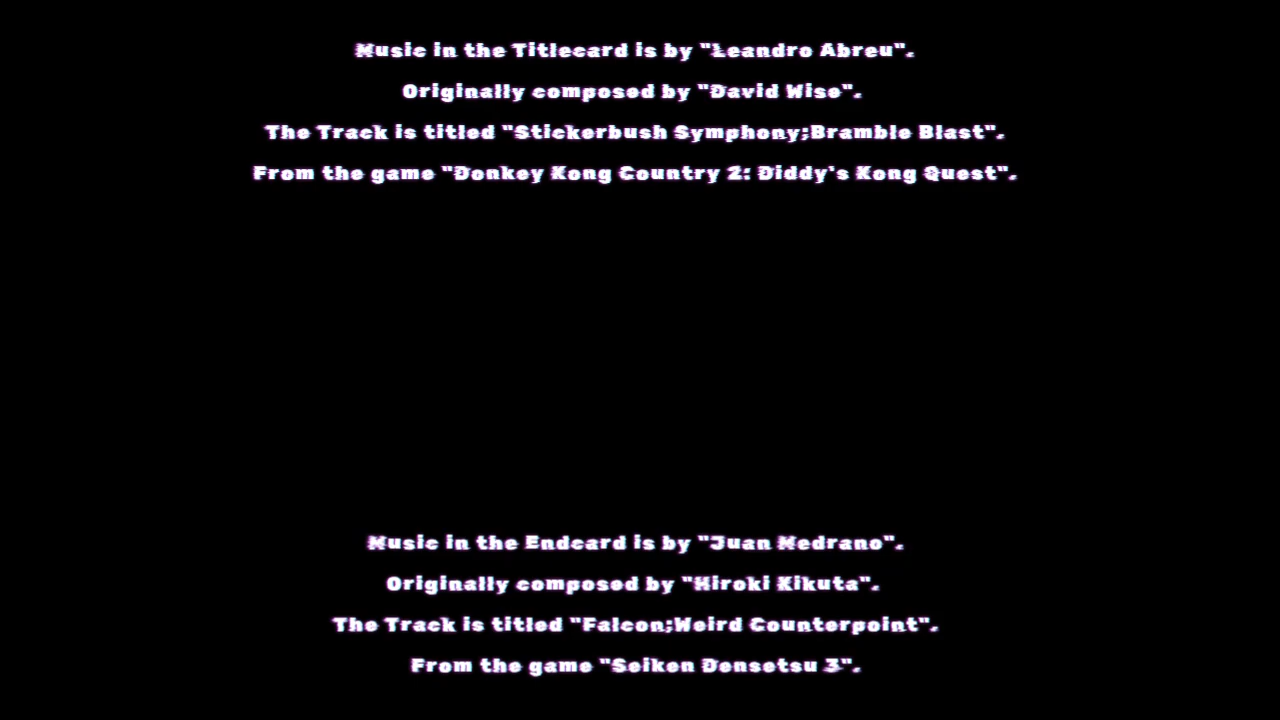 Music in the Titlecard is by "Leandro Abreu".
Originally composed by "David Wise".
The Track is titled "Stickerbush Symphony;Bramble Blast".
From the game "Donkey Kong Country 2: Diddy's Kong Quest".
Music in the Endcard is by "Juan Medrano".
Originally composed by "Hiroki Kikuta".
The Track is titled "Falcon;Weird Counterpoint".
From the game "Seiken Densetsu 3".